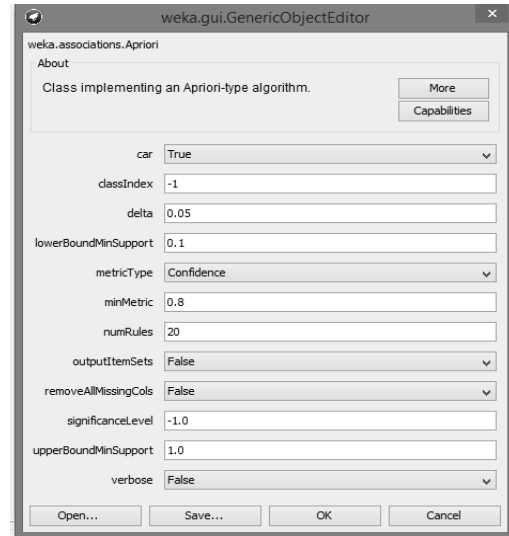 weka.gui.GenericObjectEditor
weka.associations.Apriori
About
Class implementing an Apriori-type algorithm.
More
Capabilities
car True
classIndex -1
delta 0.05
lowerBoundMinSupport 0.1
metricType Confidence
minMetric 0.8
numRules 20
outputItemSets False
removeAllMissingCols False
significanceLevel -1.0
upperBoundMinSupport 1.0
verbose False
Open... Save... OK Cancel